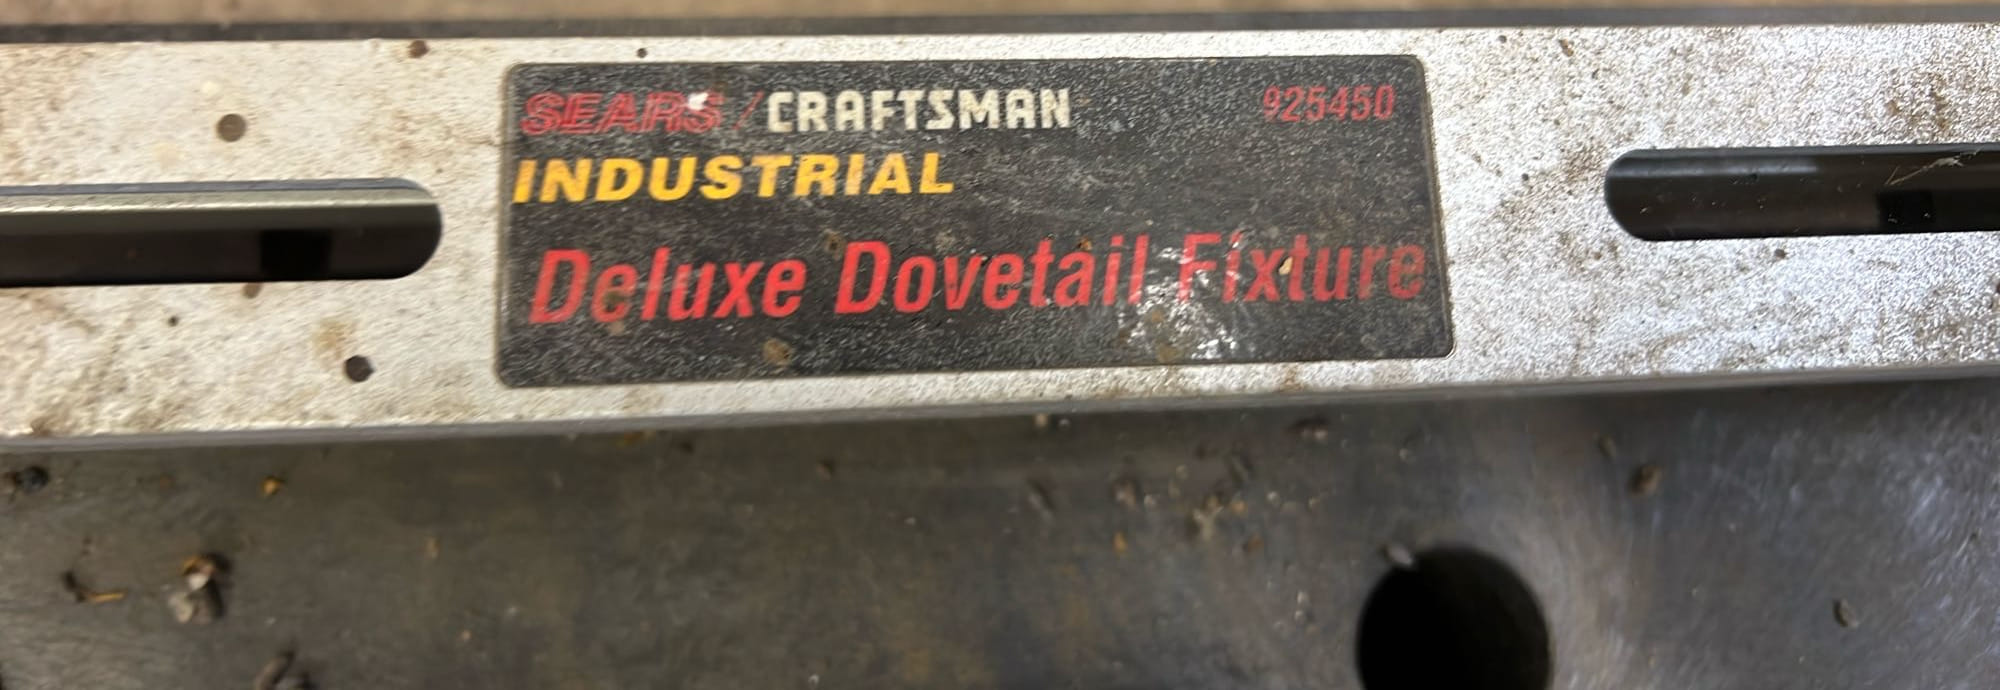 SEARS / CRAFTSMAN 925450
INDUSTRIAL
Deluxe Dovetail Fixture